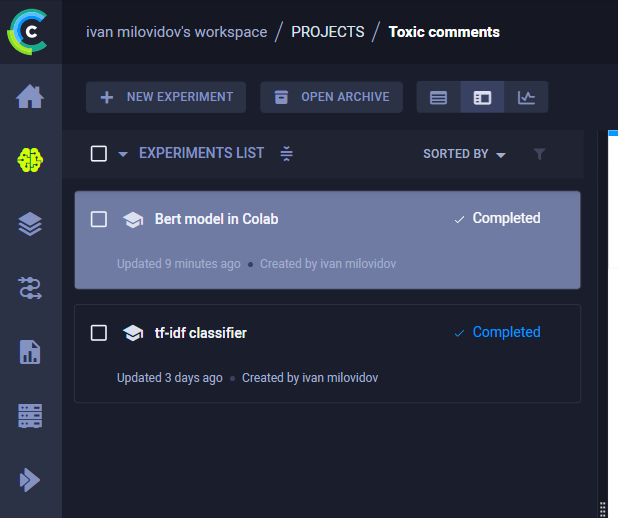 ivan milovidov's workspace / PROJECTS / Toxic comments
NEW EXPERIMENT OPEN ARCHIVE
EXPERIMENTS LIST SORTED BY
Bert model in Colab Completed
Updated 9 minutes ago • Created by ivan milovidov
tf-idf classifier Completed
Updated 3 days ago • Created by ivan milovidov